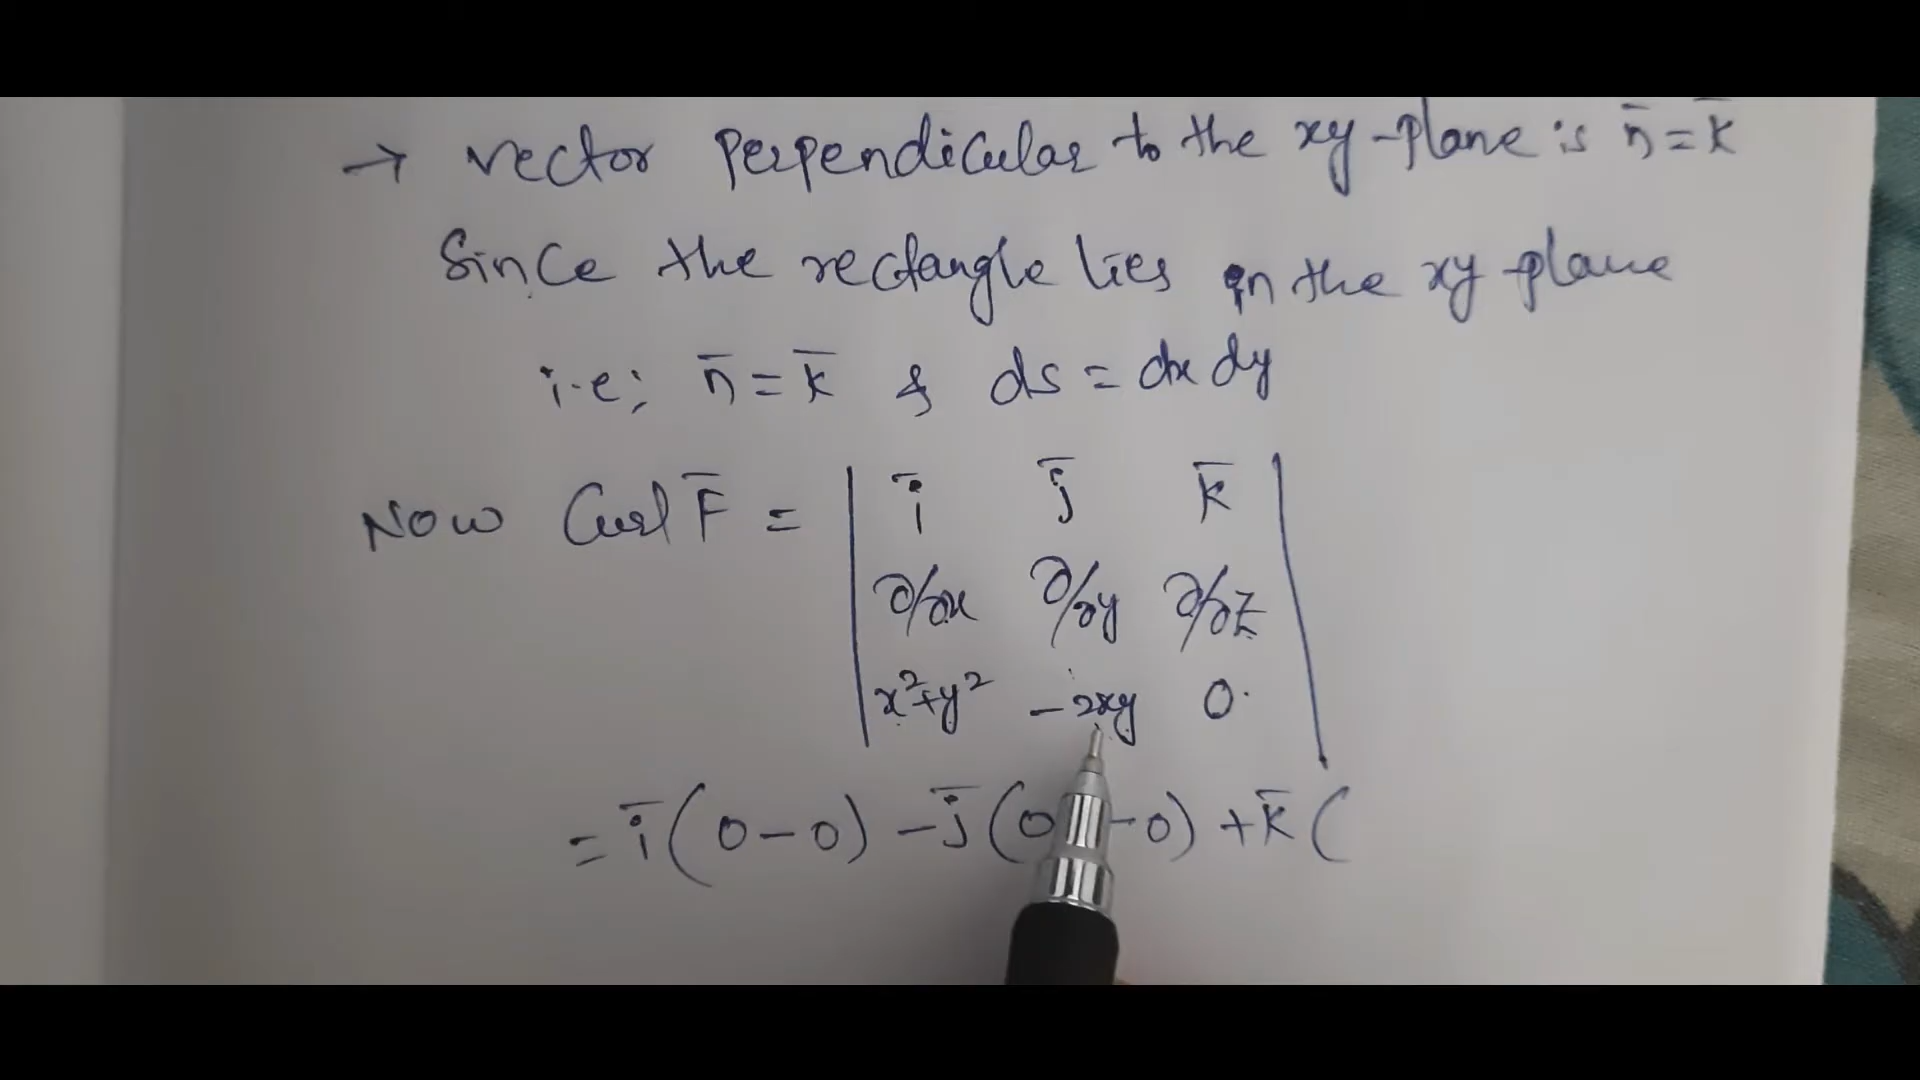 → vector perpendicular to the xy-plane is n̄ = k̄
Since the rectangle lies in the xy plane
i.e; n̄ = k̄ & ds = dx dy
Now Curl F̄ = | ī j̄ k̄ |
∂/∂x ∂/∂y ∂/∂z
x²+y² -2xy 0
= ī(0-0) - j̄(0-0) + k̄(